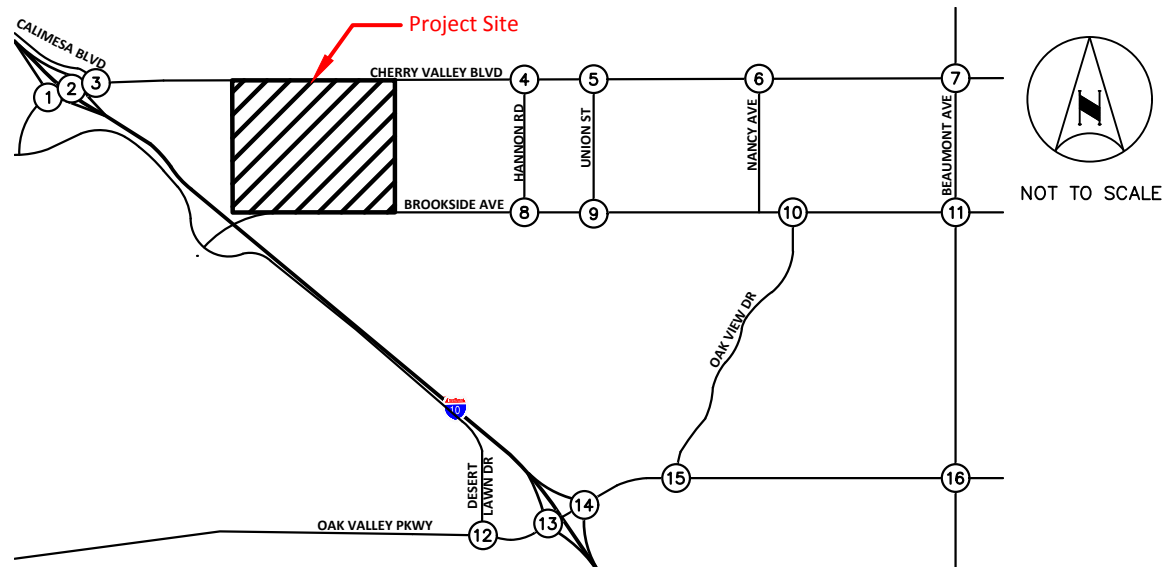 Project Site
CALIMESA BLVD
CHERRY VALLEY BLVD
1
2
3
4
5
6
7
HANNON RD
UNION ST
NANCY AVE
BEAUMONT AVE
N
NOT TO SCALE
BROOKSIDE AVE
8
9
10
11
OAK VIEW DR
10
DESERT
LAWN DR
OAK VALLEY PKWY
12
13
14
15
16